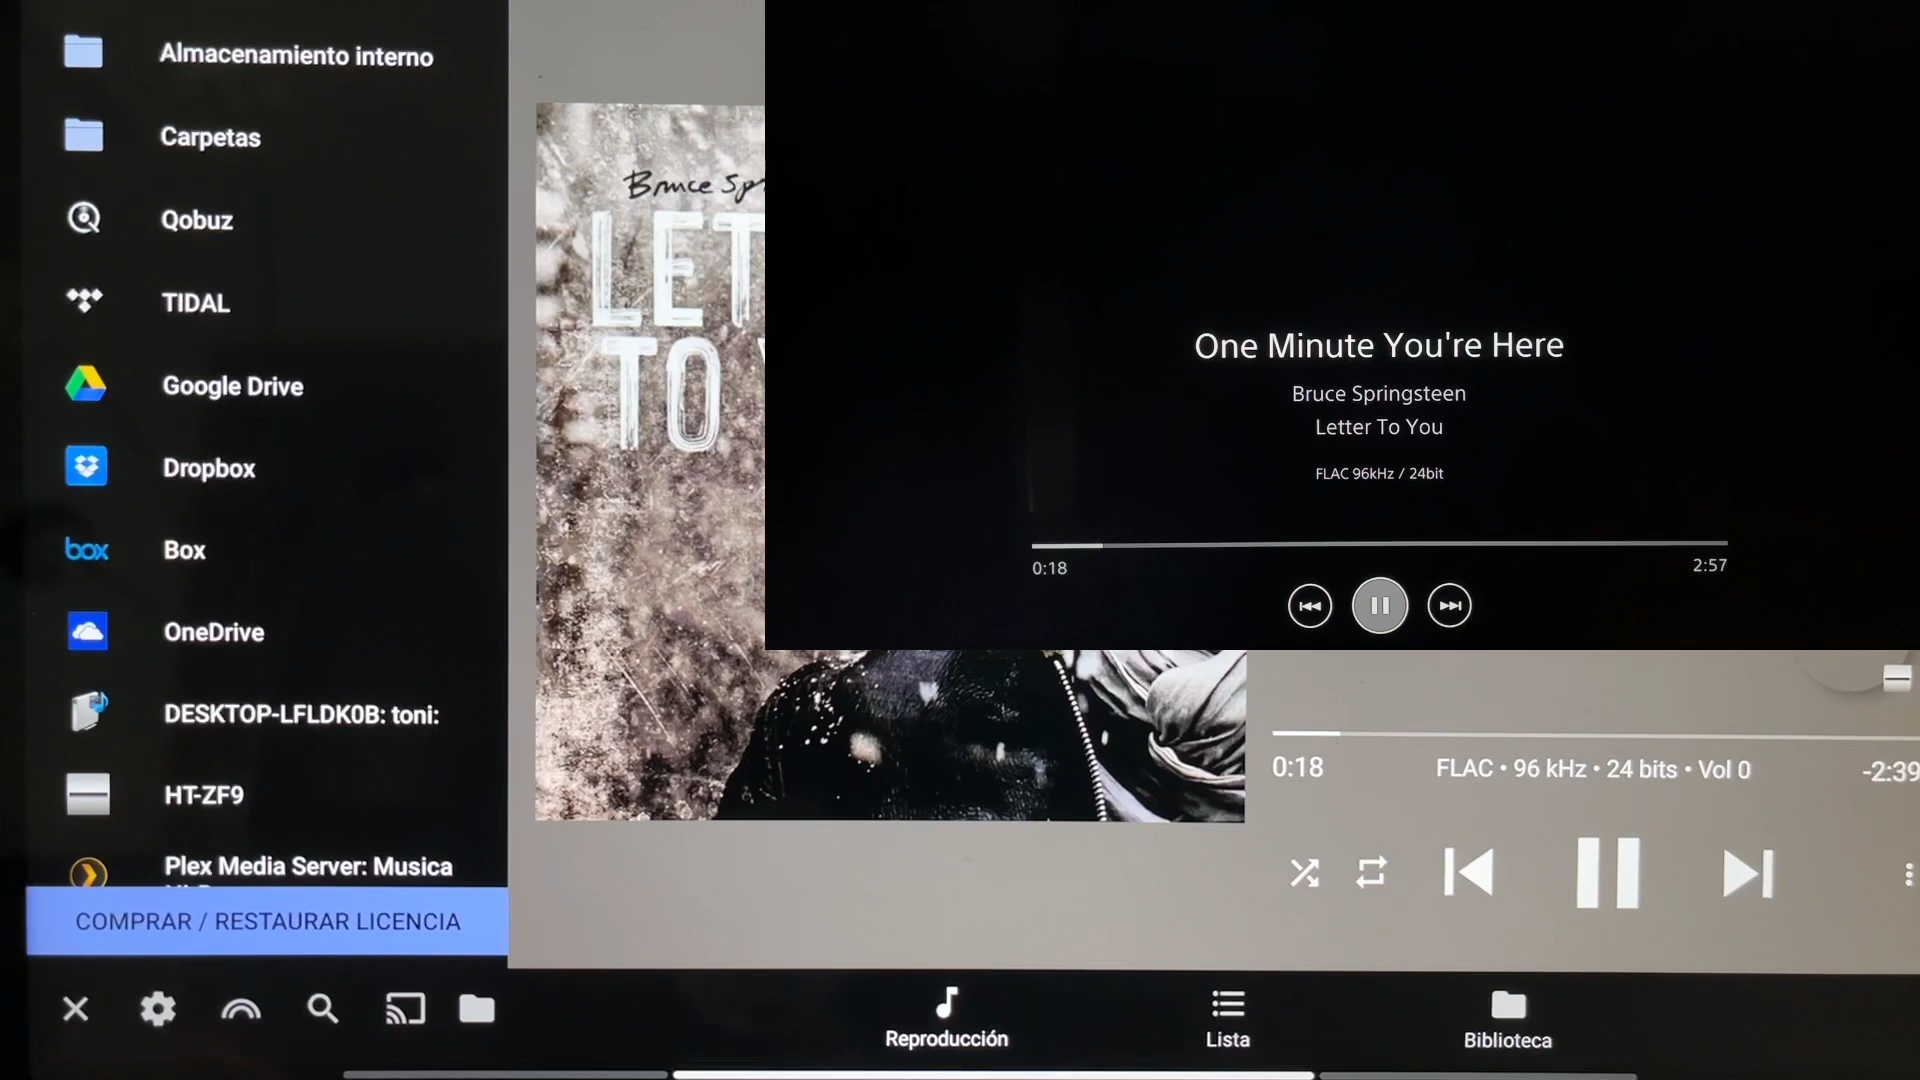 Almacenamiento interno
Carpetas
Qobuz
TIDAL
Google Drive
Dropbox
box
Box
OneDrive
DESKTOP-LFLDK0B: toni:
HT-ZF9
Plex Media Server: Musica
COMPRAR / RESTAURAR LICENCIA
Bruce
LET
TO
One Minute You're Here
Bruce Springsteen
Letter To You
FLAC 96kHz / 24bit
0:18
2:57
0:18
FLAC • 96 kHz • 24 bits • Vol 0
-2:39
Reproducción
Lista
Biblioteca